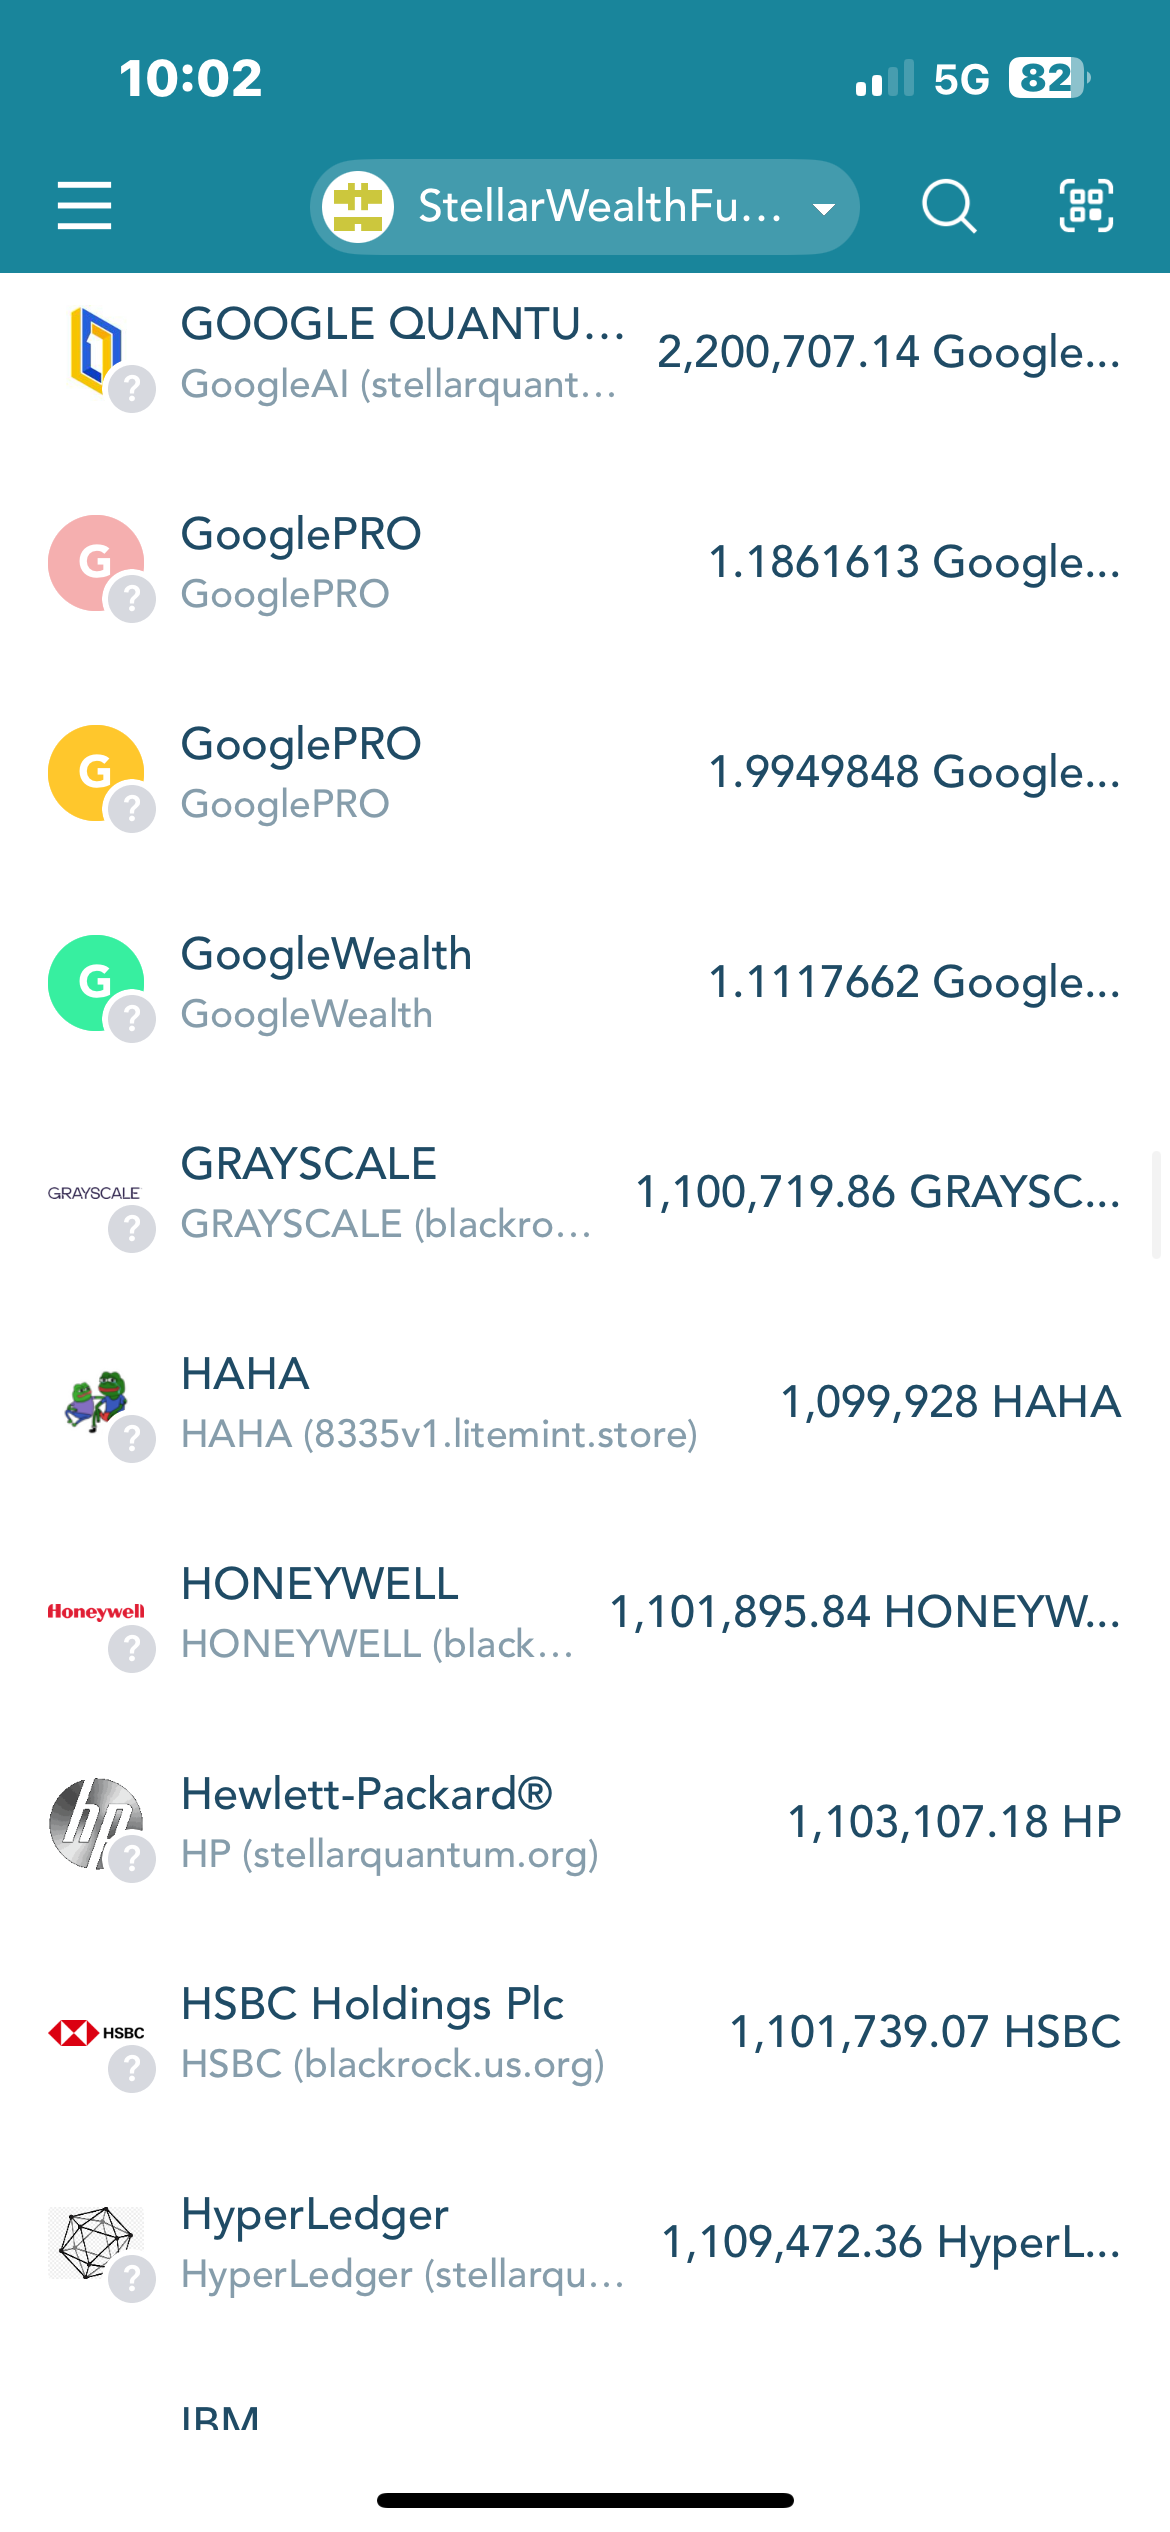 10:02
5G 82
StellarWealthFu...
GOOGLE QUANTU...
2,200,707.14 Google...
GoogleAI (stellarquant...
G
GooglePRO
1.1861613 Google...
GooglePRO
G
GooglePRO
1.9949848 Google...
GooglePRO
G
GoogleWealth
1.1117662 Google...
GoogleWealth
GRAYSCALE
GRAYSCALE
1,100,719.86 GRAYSC...
GRAYSCALE (blackro...
HAHA
1,099,928 HAHA
HAHA (8335v1.litemint.store)
HONEYWELL
Honeywell
1,101,895.84 HONEYW...
HONEYWELL (black...
Hewlett-Packard®
hp
1,103,107.18 HP
HP (stellarquantum.org)
HSBC Holdings Plc
HSBC
1,101,739.07 HSBC
HSBC (blackrock.us.org)
HyperLedger
1,109,472.36 HyperL...
HyperLedger (stellarqu...
IBM